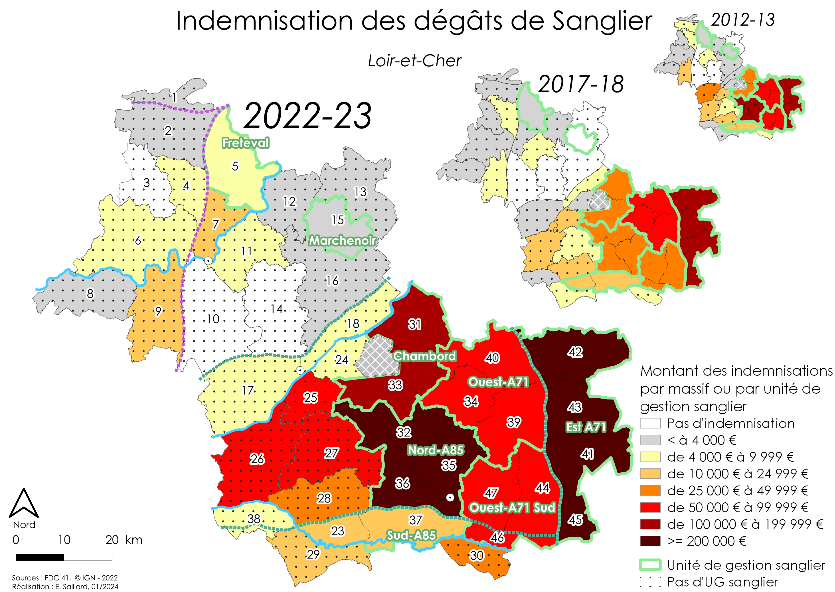 Indemnisation des dégâts de Sanglier
Loir-et-Cher
2012-13
2017-18
2022-23
1
2
Freteval
5
3
4
12
13
7
15
6
Marchenoir
11
16
8
9
10
14
18
31
24
Chambord
40
42
33
Ouest-A71
17
25
34
43
39
Est A71
32
Nord-A85
41
26
27
35
36
47
44
28
Ouest-A71 Sud
38
37
45
23
Sud-A85
46
29
30
Montant des indemnisations
par massif ou par unité de
gestion sanglier
Pas d'indemnisation
< à 4 000 €
de 4 000 € à 9 999 €
de 10 000 € à 24 999 €
de 25 000 € à 49 999 €
de 50 000 € à 99 999 €
de 100 000 € à 199 999 €
>= 200 000 €
Unité de gestion sanglier
Pas d'UG sanglier
Nord
0 10 20 km
Sources : FDC 41, © IGN - 2022
Réalisation : E. Saillard, 01/2024